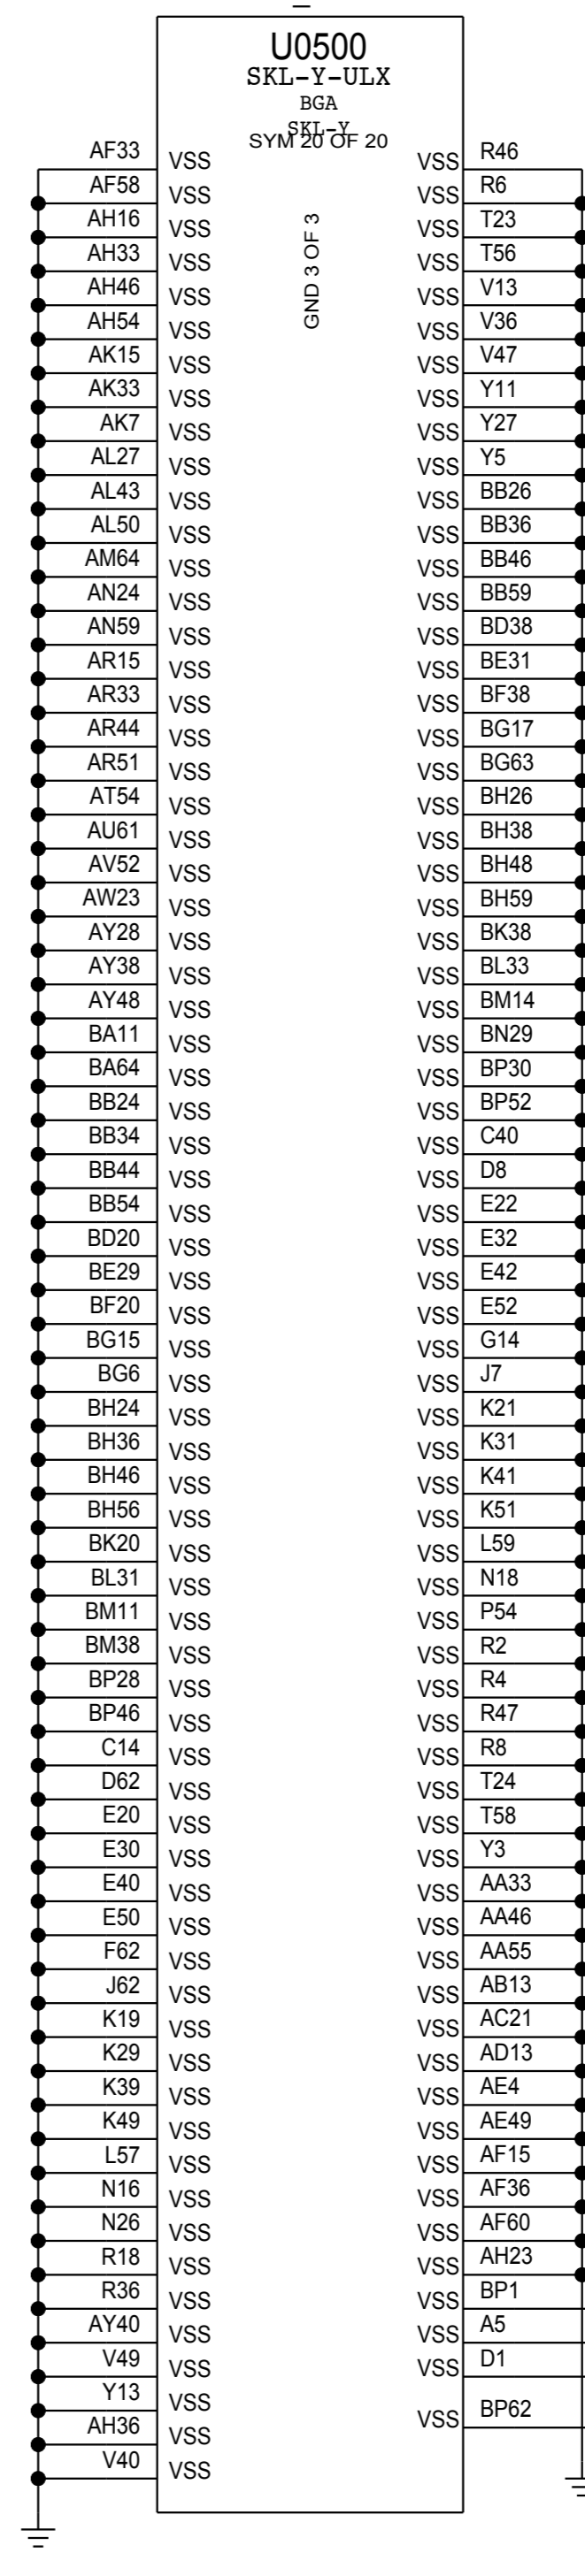 U0500
SKL-Y-ULX
BGA
SKL-Y
SYM 20 OF 20
GND 3 OF 3
AF33 VSS VSS R46
AF58 VSS VSS R6
AH16 VSS VSS T23
AH33 VSS VSS T56
AH46 VSS VSS V13
AH54 VSS VSS V36
AK15 VSS VSS V47
AK33 VSS VSS Y11
AK7 VSS VSS Y27
AL27 VSS VSS Y5
AL43 VSS VSS BB26
AL50 VSS VSS BB36
AM64 VSS VSS BB46
AN24 VSS VSS BB59
AN59 VSS VSS BD38
AR15 VSS VSS BE31
AR33 VSS VSS BF38
AR44 VSS VSS BG17
AR51 VSS VSS BG63
AT54 VSS VSS BH26
AU61 VSS VSS BH38
AV52 VSS VSS BH48
AW23 VSS VSS BH59
AY28 VSS VSS BK38
AY38 VSS VSS BL33
AY48 VSS VSS BM14
BA11 VSS VSS BN29
BA64 VSS VSS BP30
BB24 VSS VSS BP52
BB34 VSS VSS C40
BB44 VSS VSS D8
BB54 VSS VSS E22
BD20 VSS VSS E32
BE29 VSS VSS E42
BF20 VSS VSS E52
BG15 VSS VSS G14
BG6 VSS VSS J7
BH24 VSS VSS K21
BH36 VSS VSS K31
BH46 VSS VSS K41
BH56 VSS VSS K51
BK20 VSS VSS L59
BL31 VSS VSS N18
BM11 VSS VSS P54
BM38 VSS VSS R2
BP28 VSS VSS R4
BP46 VSS VSS R47
C14 VSS VSS R8
D62 VSS VSS T24
E20 VSS VSS T58
E30 VSS VSS Y3
E40 VSS VSS AA33
E50 VSS VSS AA46
F62 VSS VSS AA55
J62 VSS VSS AB13
K19 VSS VSS AC21
K29 VSS VSS AD13
K39 VSS VSS AE4
K49 VSS VSS AE49
L57 VSS VSS AF15
N16 VSS VSS AF36
N26 VSS VSS AF60
R18 VSS VSS AH23
R36 VSS VSS BP1
AY40 VSS VSS A5
V49 VSS VSS D1
Y13 VSS VSS BP62
AH36 VSS
V40 VSS